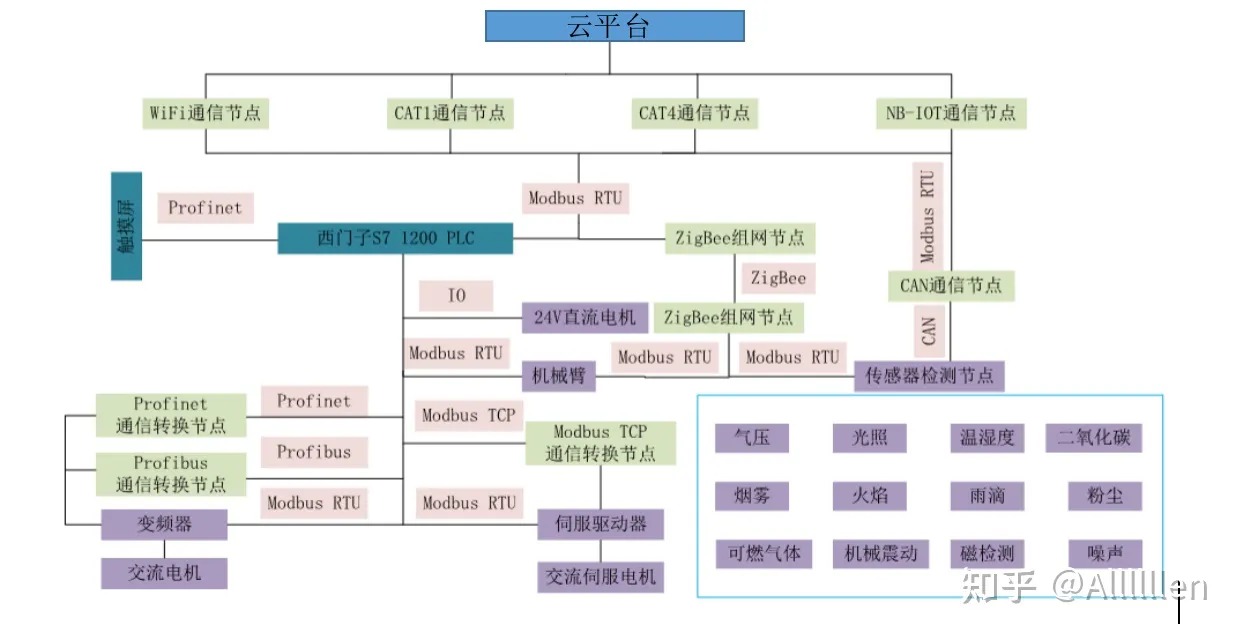 云平台
WiFi通信节点
CAT1通信节点
CAT4通信节点
NB-IOT通信节点
触摸屏
Profinet
Modbus RTU
Modbus RTU
西门子S7 1200 PLC
ZigBee组网节点
ZigBee
CAN通信节点
IO
24V直流电机
ZigBee组网节点
CAN
Modbus RTU
机械臂
Modbus RTU
Modbus RTU
传感器检测节点
Profinet
通信转换节点
Profinet
Modbus TCP
Modbus TCP
通信转换节点
Profibus
通信转换节点
Profibus
Modbus RTU
Modbus RTU
变频器
伺服驱动器
交流电机
交流伺服电机
气压
光照
温湿度
二氧化碳
烟雾
火焰
雨滴
粉尘
可燃气体
机械震动
磁检测
噪声
知乎 @Allllllen